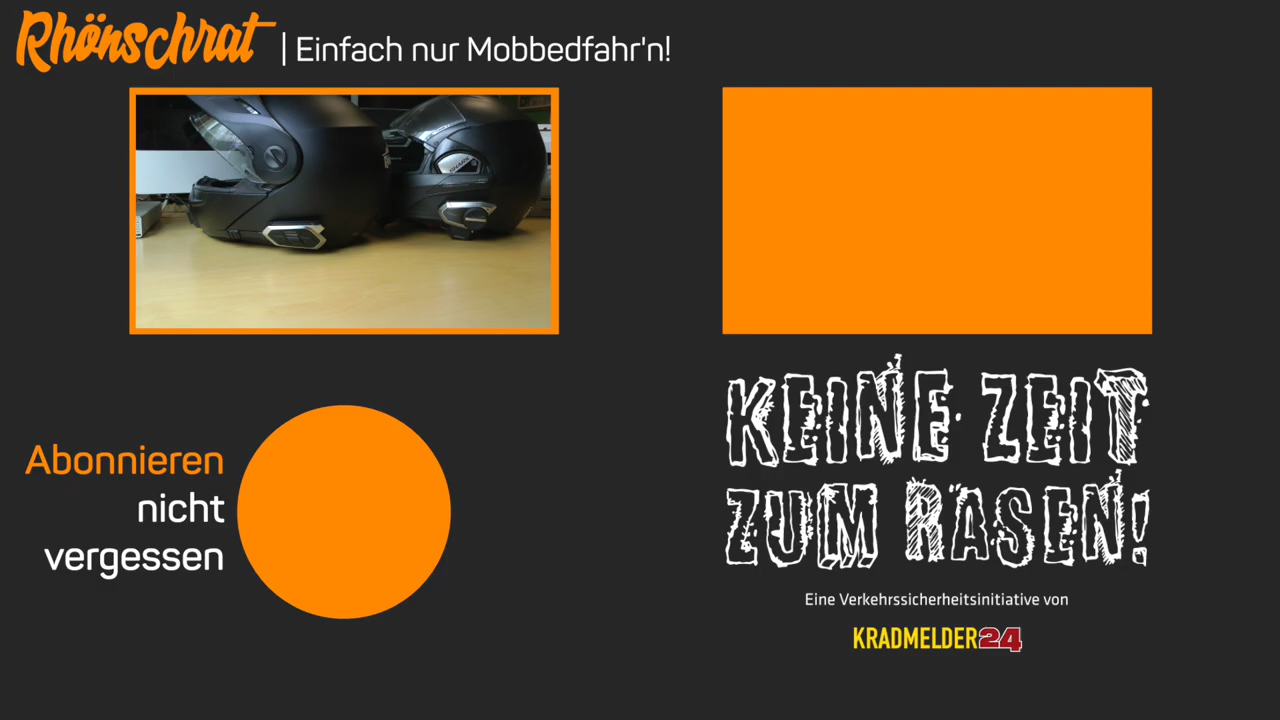 Rhönschrat | Einfach nur Mobbedfahr'n!
Abonnieren
nicht
vergessen
KEINE ZEIT
ZUM RASEN!
Eine Verkehrssicherheitsinitiative von
KRADMELDER24